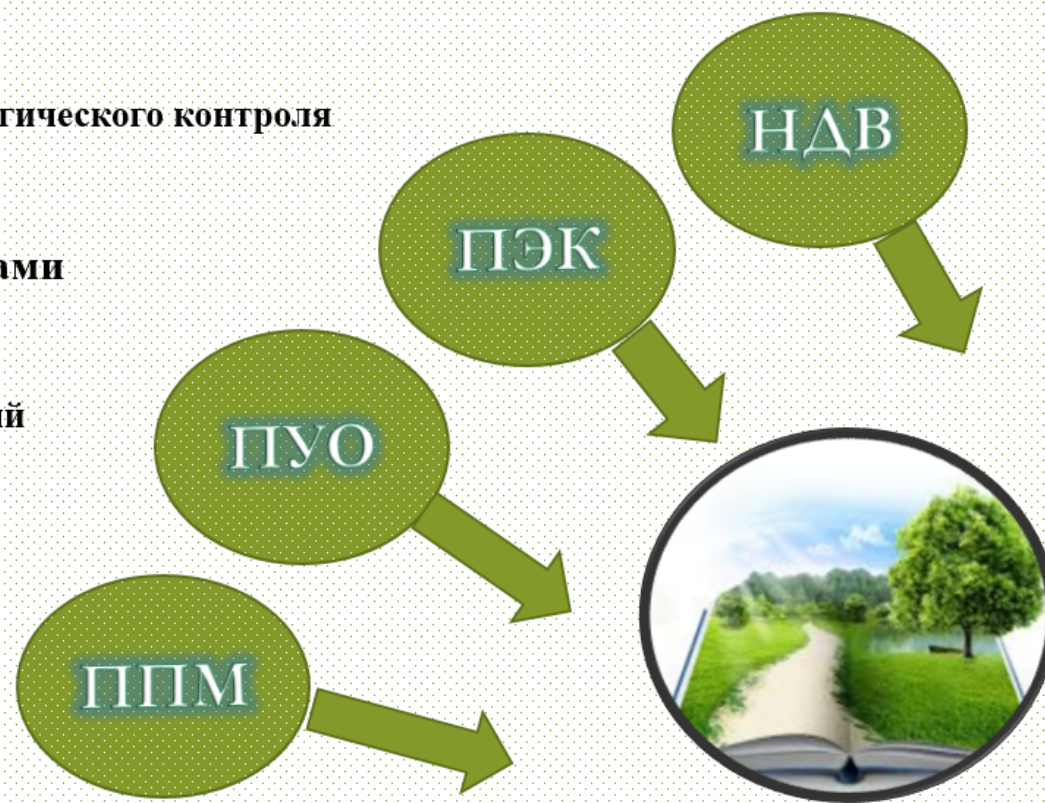 гического контроля
ами
ий
НДВ
ПЭК
ПУО
ППМ